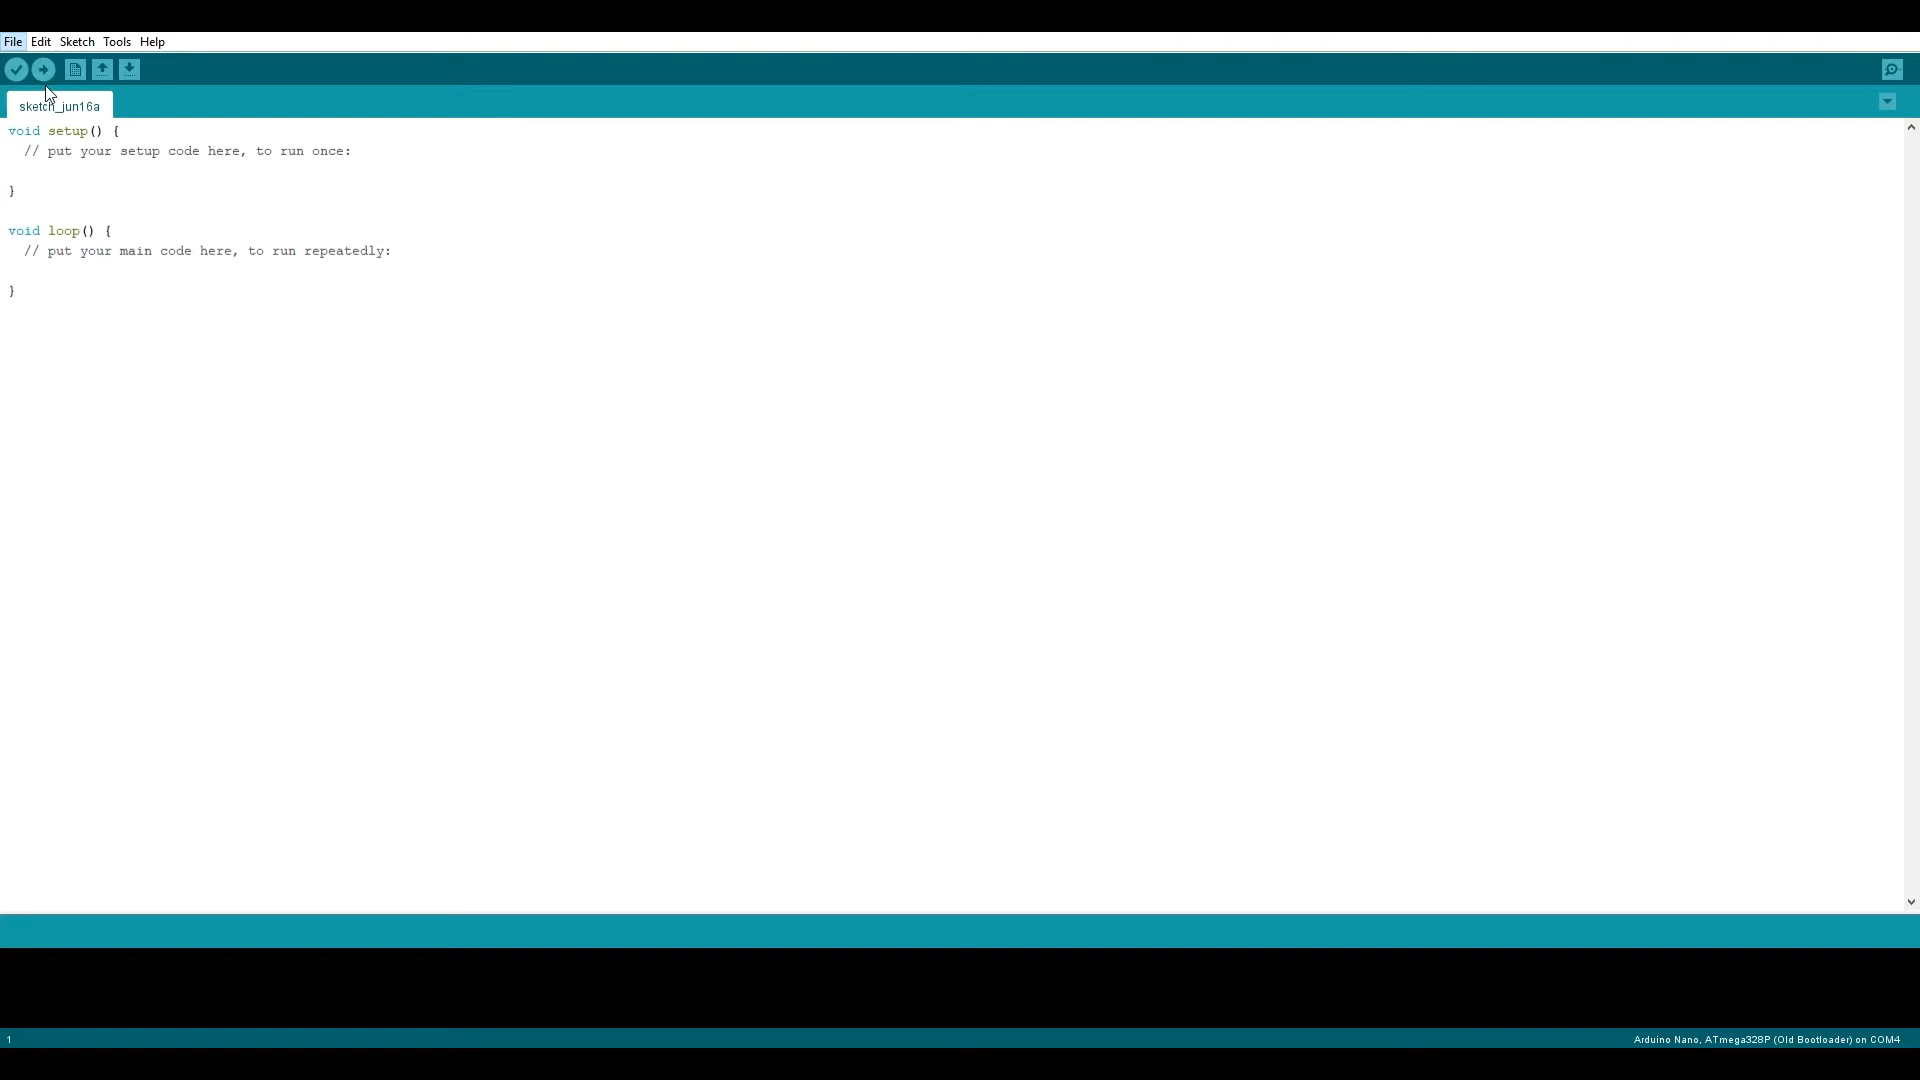 File Edit Sketch Tools Help
sketch_jun16a
void setup() {
  // put your setup code here, to run once:
}
void loop() {
  // put your main code here, to run repeatedly:
}
1
Arduino Nano, ATmega328P (Old Bootloader) on COM4